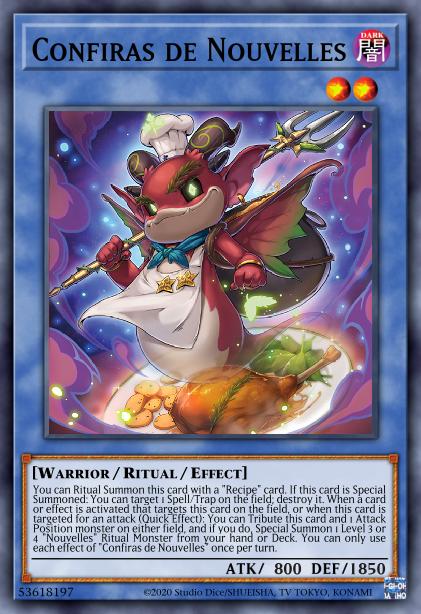 Confiras de Nouvelles
DARK
闇
[Warrior/Ritual/Effect]
You can Ritual Summon this card with a "Recipe" card. If this card is Special
Summoned: You can target 1 Spell/Trap on the field; destroy it. When a card
or effect is activated that targets this card on the field, or when this card is
targeted for an attack (Quick Effect): You can Tribute this card and 1 Attack
Position monster on either field, and if you do, Special Summon 1 Level 3 or
4 "Nouvelles" Ritual Monster from your hand or Deck. You can only use
each effect of "Confiras de Nouvelles" once per turn.
ATK/ 800 DEF/1850
53618197
©2020 Studio Dice/SHUEISHA, TV TOKYO, KONAMI